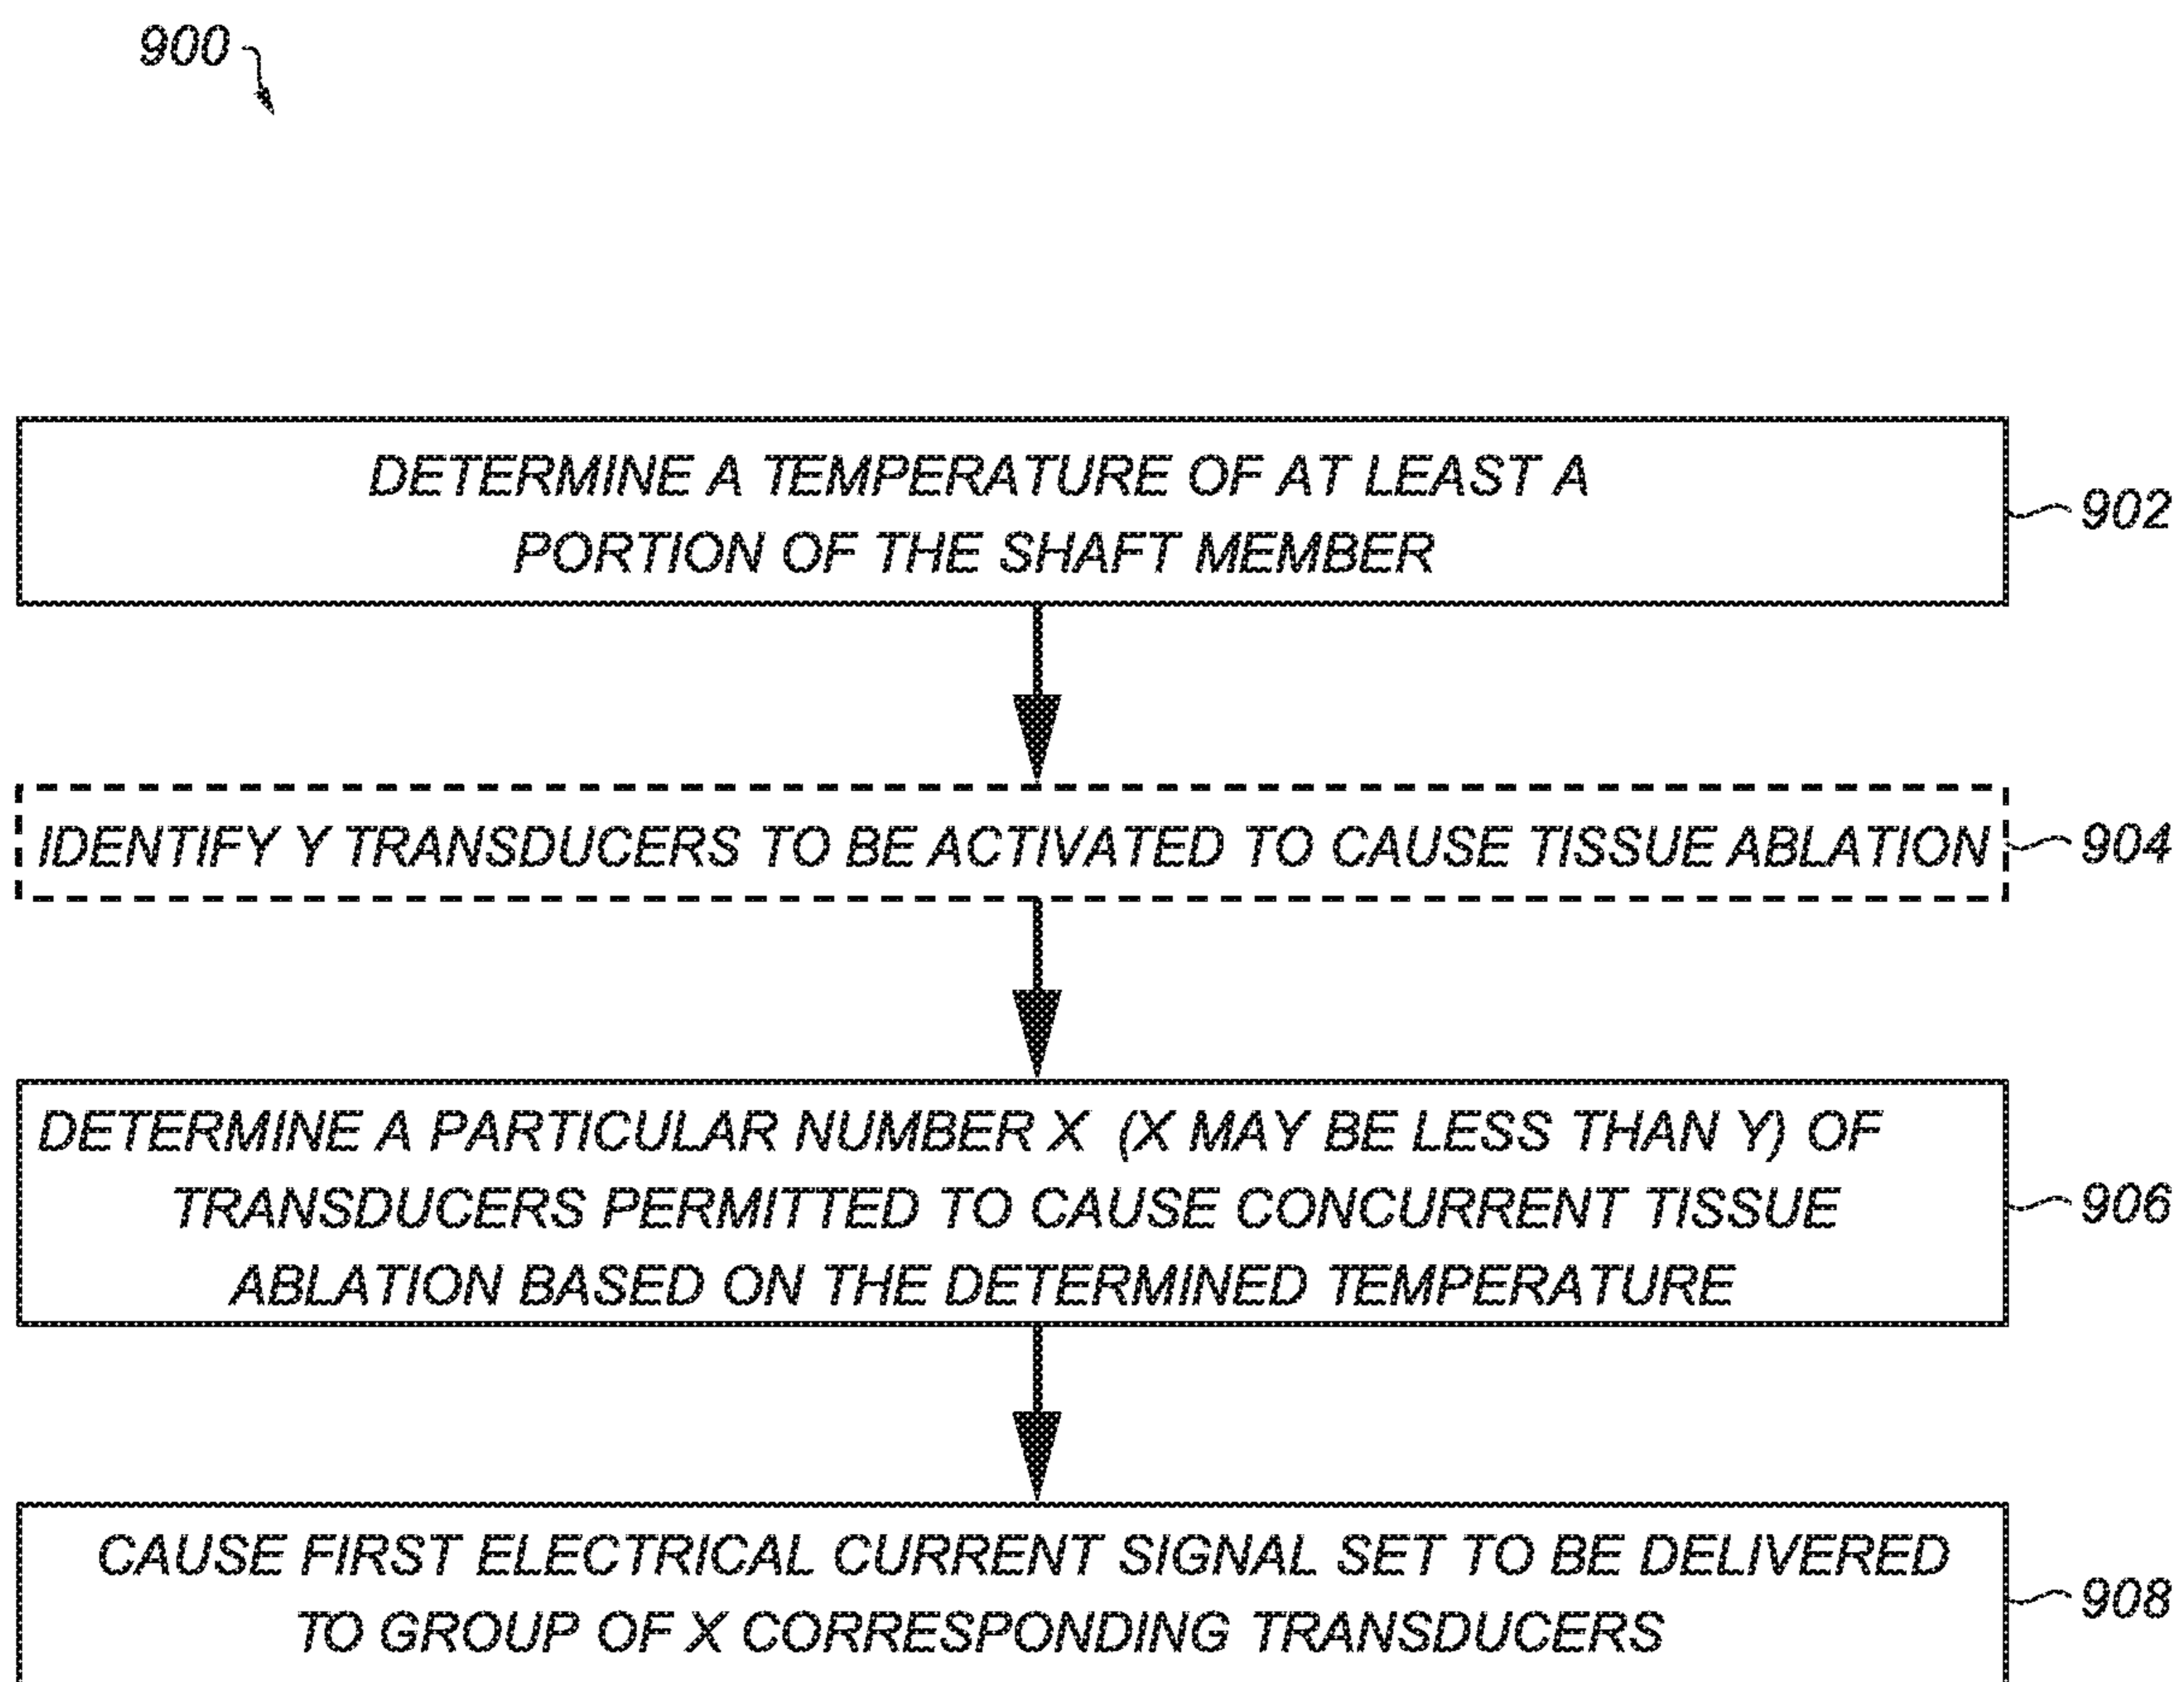 900
DETERMINE A TEMPERATURE OF AT LEAST A
PORTION OF THE SHAFT MEMBER
902
IDENTIFY Y TRANSDUCERS TO BE ACTIVATED TO CAUSE TISSUE ABLATION
904
DETERMINE A PARTICULAR NUMBER X (X MAY BE LESS THAN Y) OF
TRANSDUCERS PERMITTED TO CAUSE CONCURRENT TISSUE
ABLATION BASED ON THE DETERMINED TEMPERATURE
906
CAUSE FIRST ELECTRICAL CURRENT SIGNAL SET TO BE DELIVERED
TO GROUP OF X CORRESPONDING TRANSDUCERS
908